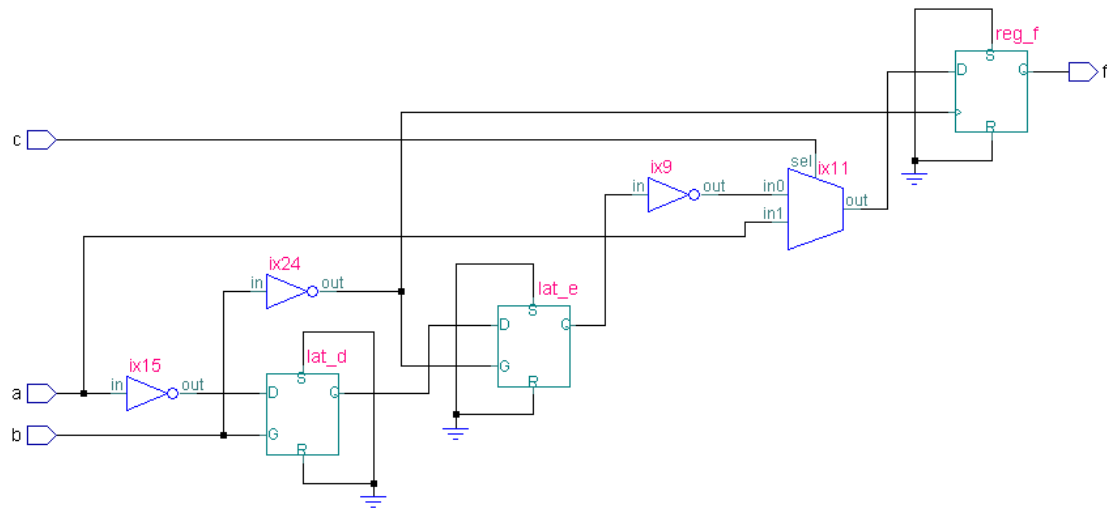 reg_f
S
D
Q
f
R
c
sel
ix11
ix9
in
out
in0
in1
out
ix24
in
out
lat_e
S
D
Q
G
R
ix15
in
out
lat_d
S
D
Q
G
R
a
b